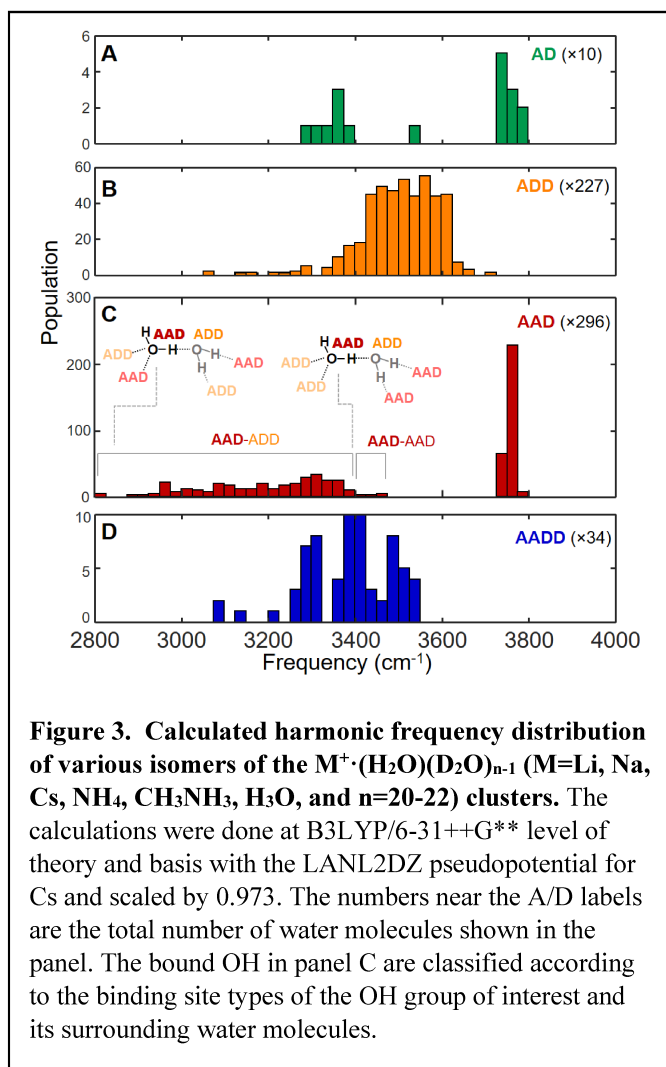 A
AD (×10)
6
4
2
0
B
ADD (×227)
60
40
20
0
Population
C
AAD (×296)
300
200
100
0
H
AAD ADD
ADD O H O H AAD
AAD H
ADD
H
AAD ADD
ADD O H O H AAD
AAD H
AAD
AAD-ADD
AAD-AAD
D
AADD (×34)
10
5
0
2800 3000 3200 3400 3600 3800 4000
Frequency (cm⁻¹)
Figure 3. Calculated harmonic frequency distribution
of various isomers of the M⁺·(H₂O)(D₂O)ₙ₋₁ (M=Li, Na,
Cs, NH₄, CH₃NH₃, H₃O, and n=20-22) clusters. The
calculations were done at B3LYP/6-31++G** level of
theory and basis with the LANL2DZ pseudopotential for
Cs and scaled by 0.973. The numbers near the A/D labels
are the total number of water molecules shown in the
panel. The bound OH in panel C are classified according
to the binding site types of the OH group of interest and
its surrounding water molecules.